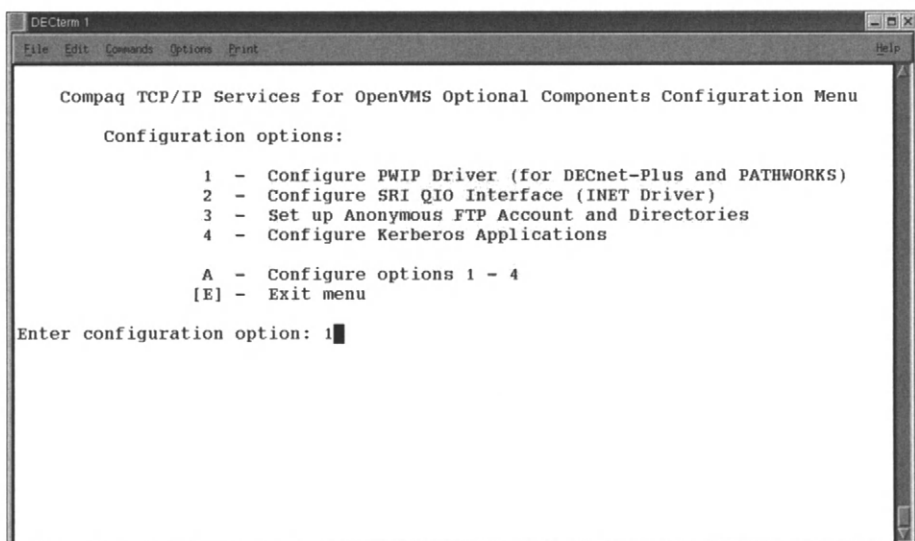 DECterm 1
File Edit Commands Options Print Help
Compaq TCP/IP Services for OpenVMS Optional Components Configuration Menu
Configuration options:
1 - Configure PWIP Driver (for DECnet-Plus and PATHWORKS)
2 - Configure SRI QIO Interface (INET Driver)
3 - Set up Anonymous FTP Account and Directories
4 - Configure Kerberos Applications
A - Configure options 1 - 4
[E] - Exit menu
Enter configuration option: 1